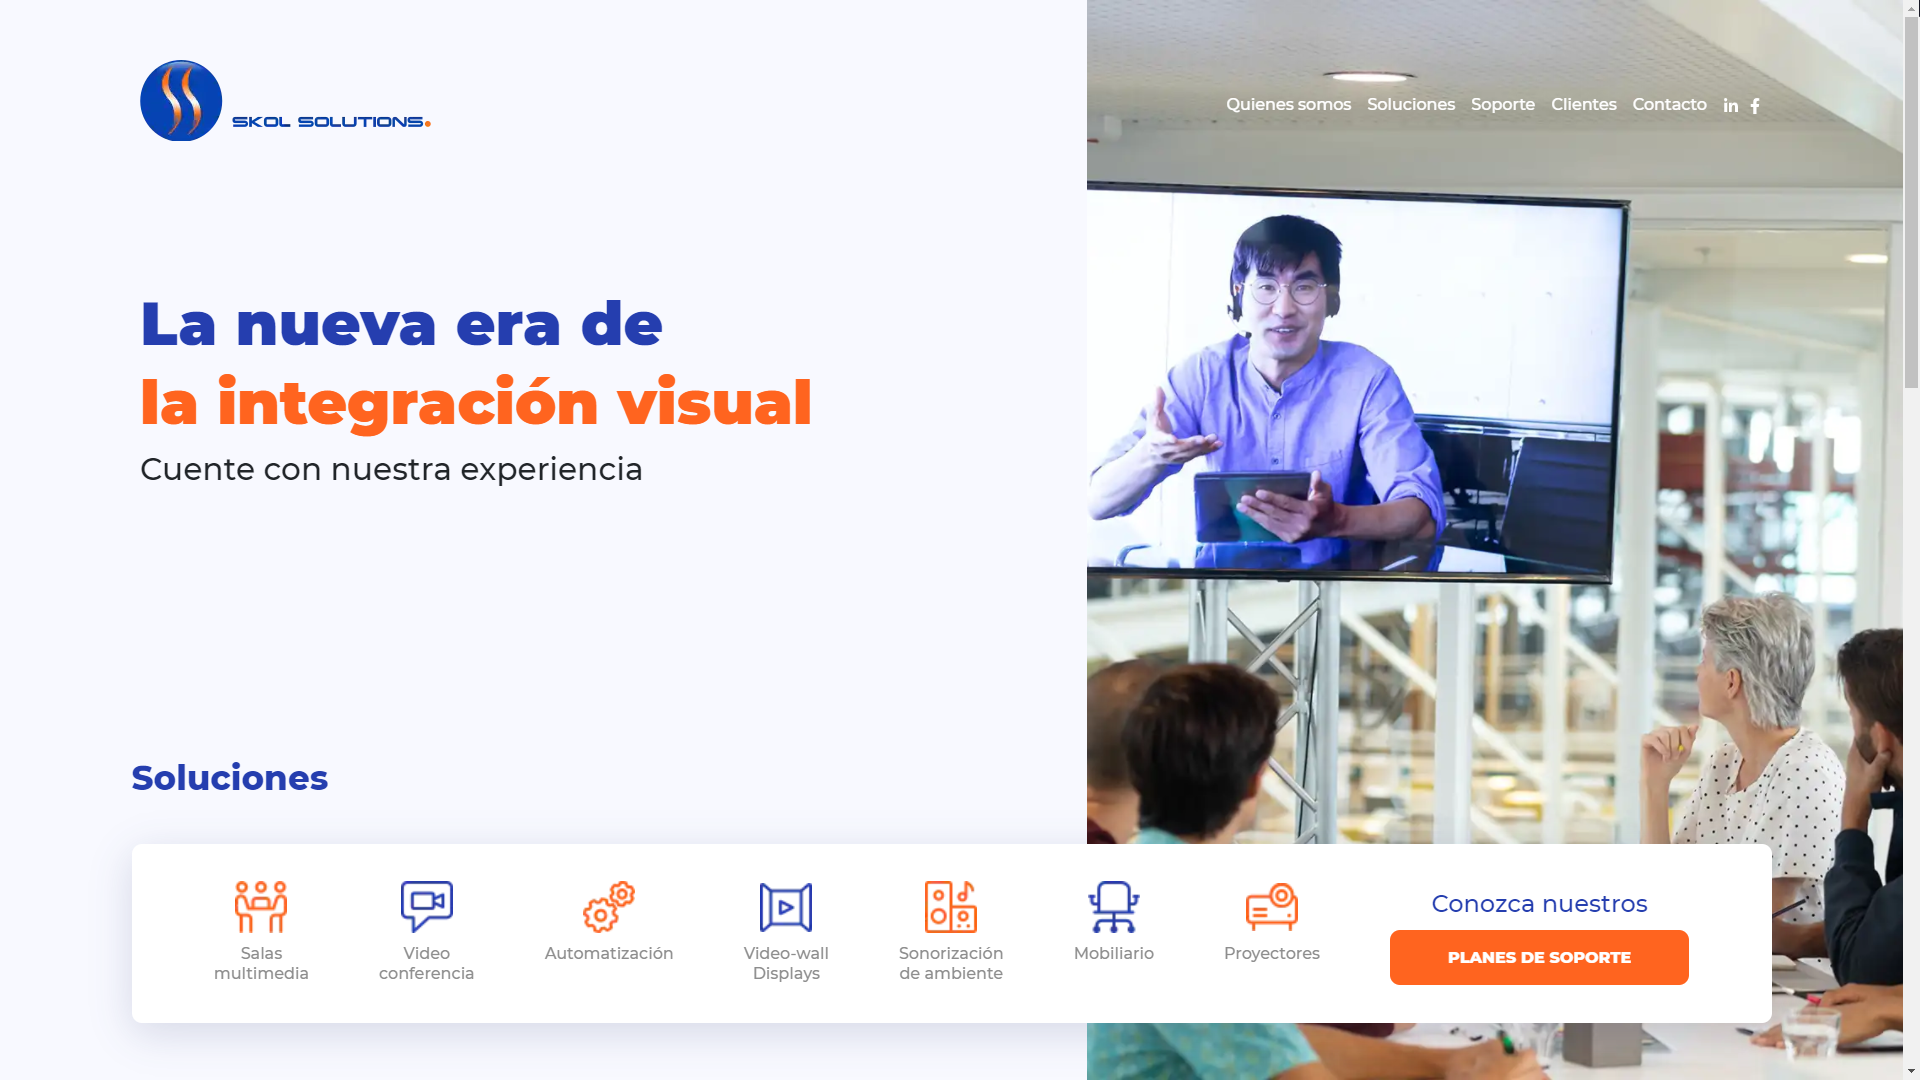 SKOL SOLUTIONS.
Quienes somos Soluciones Soporte Clientes Contacto in f
La nueva era de
la integración visual
Cuente con nuestra experiencia
Soluciones
Salas
multimedia
Video
conferencia
Automatización
Video-wall
Displays
Sonorización
de ambiente
Mobiliario
Proyectores
Conozca nuestros
PLANES DE SOPORTE